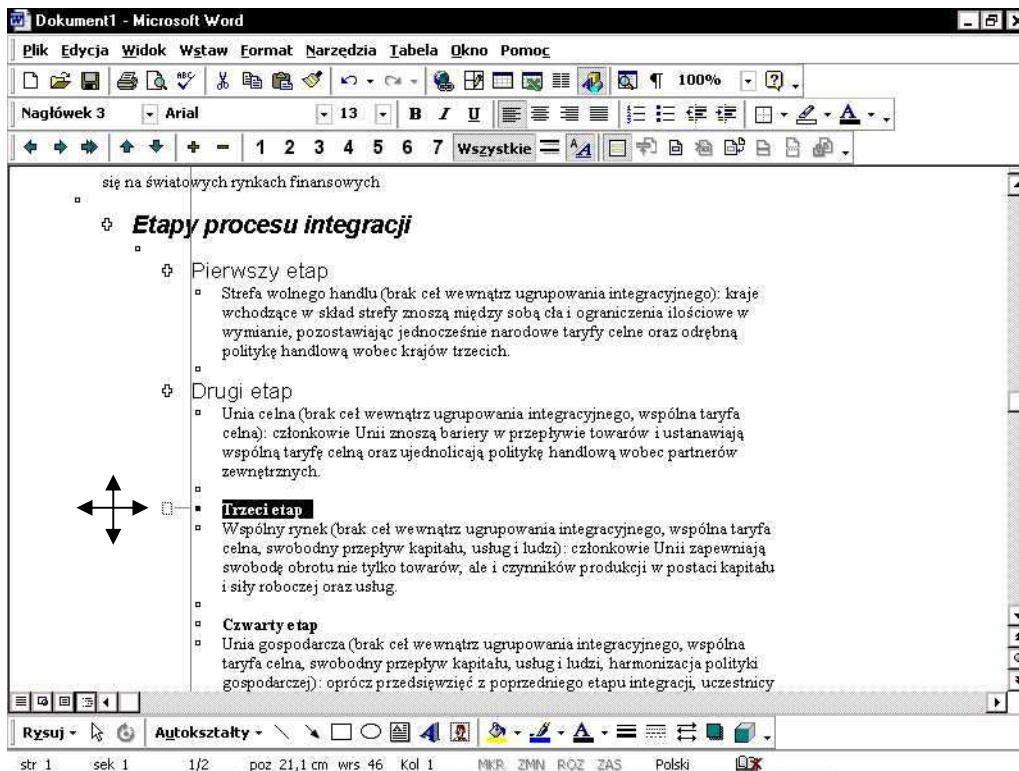 Dokument1 - Microsoft Word
Plik Edycja Widok Wstaw Format Narzędzia Tabela Okno Pomoc
ABC 100%
Nagłówek 3 Arial 13 B I U A
1 2 3 4 5 6 7 Wszystkie
się na światowych rynkach finansowych
Etapy procesu integracji
Pierwszy etap
Strefa wolnego handlu (brak ceł wewnątrz ugrupowania integracyjnego): kraje
wchodzące w skład strefy znoszą między sobą cła i ograniczenia ilościowe w
wymianie, pozostawiając jednocześnie narodowe taryfy celne oraz odrębną
politykę handlową wobec krajów trzecich.
Drugi etap
Unia celna (brak ceł wewnątrz ugrupowania integracyjnego, wspólna taryfa
celna): członkowie Unii znoszą bariery w przepływie towarów i ustanawiają
wspólną taryfę celną oraz ujednolicają politykę handlową wobec partnerów
zewnętrznych.
Trzeci etap
Wspólny rynek (brak ceł wewnątrz ugrupowania integracyjnego, wspólna taryfa
celna, swobodny przepływ kapitału, usług i ludzi): członkowie Unii zapewniają
swobodę obrotu nie tylko towarów, ale i czynników produkcji w postaci kapitału
i siły roboczej oraz usług.
Czwarty etap
Unia gospodarcza (brak ceł wewnątrz ugrupowania integracyjnego, wspólna
taryfa celna, swobodny przepływ kapitału, usług i ludzi, harmonizacja polityki
gospodarczej): oprócz przedsięwzięć z poprzedniego etapu integracji, uczestnicy
Rysuj Autokształty A
str 1 sek 1 1/2 poz 21,1 cm wrs 46 Kol 1 MKR ZMN ROZ ZAS Polski